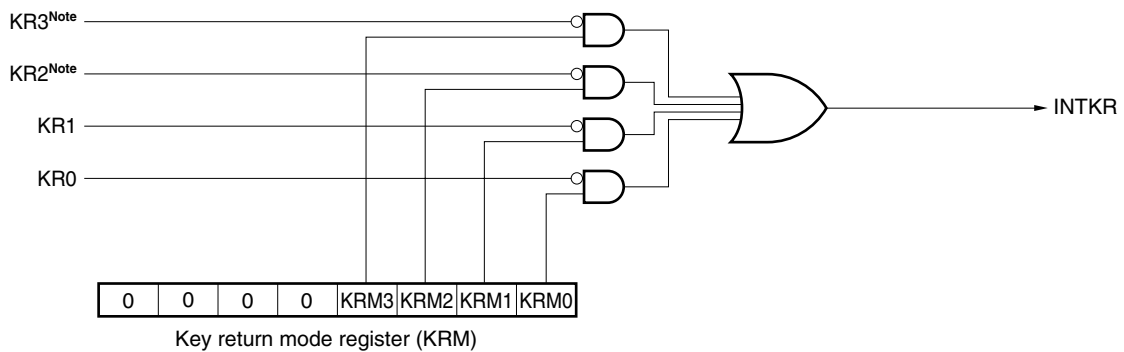 KR3Note
KR2Note
KR1
KR0
INTKR
0 0 0 0 KRM3 KRM2 KRM1 KRM0
Key return mode register (KRM)